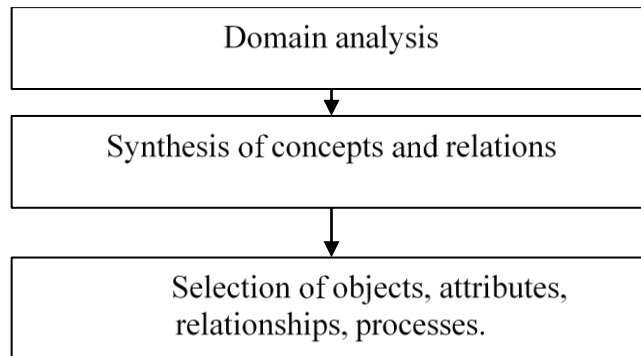 Domain analysis
Synthesis of concepts and relations
Selection of objects, attributes,
relationships, processes.